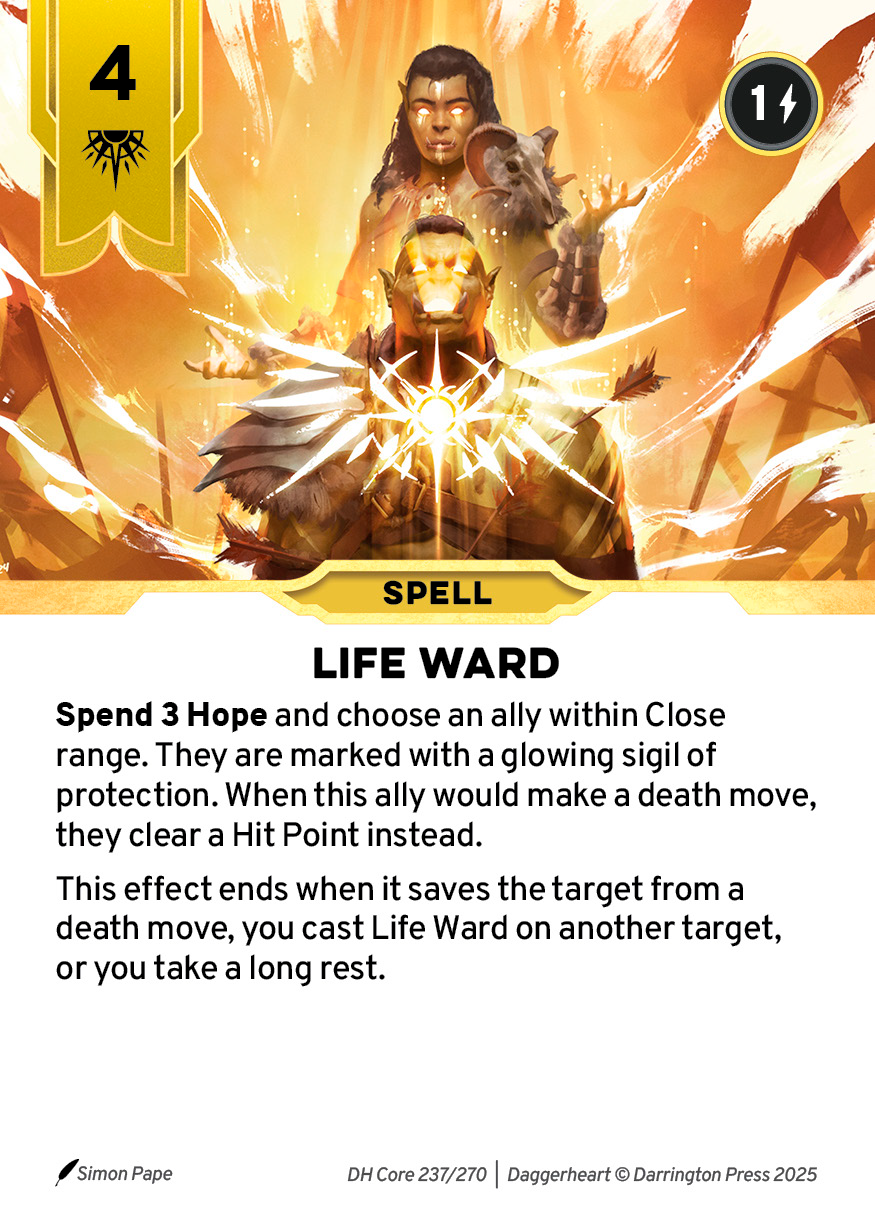 4
1
SPELL
LIFE WARD
Spend 3 Hope and choose an ally within Close
range. They are marked with a glowing sigil of
protection. When this ally would make a death move,
they clear a Hit Point instead.
This effect ends when it saves the target from a
death move, you cast Life Ward on another target,
or you take a long rest.
Simon Pape
DH Core 237/270 | Daggerheart © Darrington Press 2025